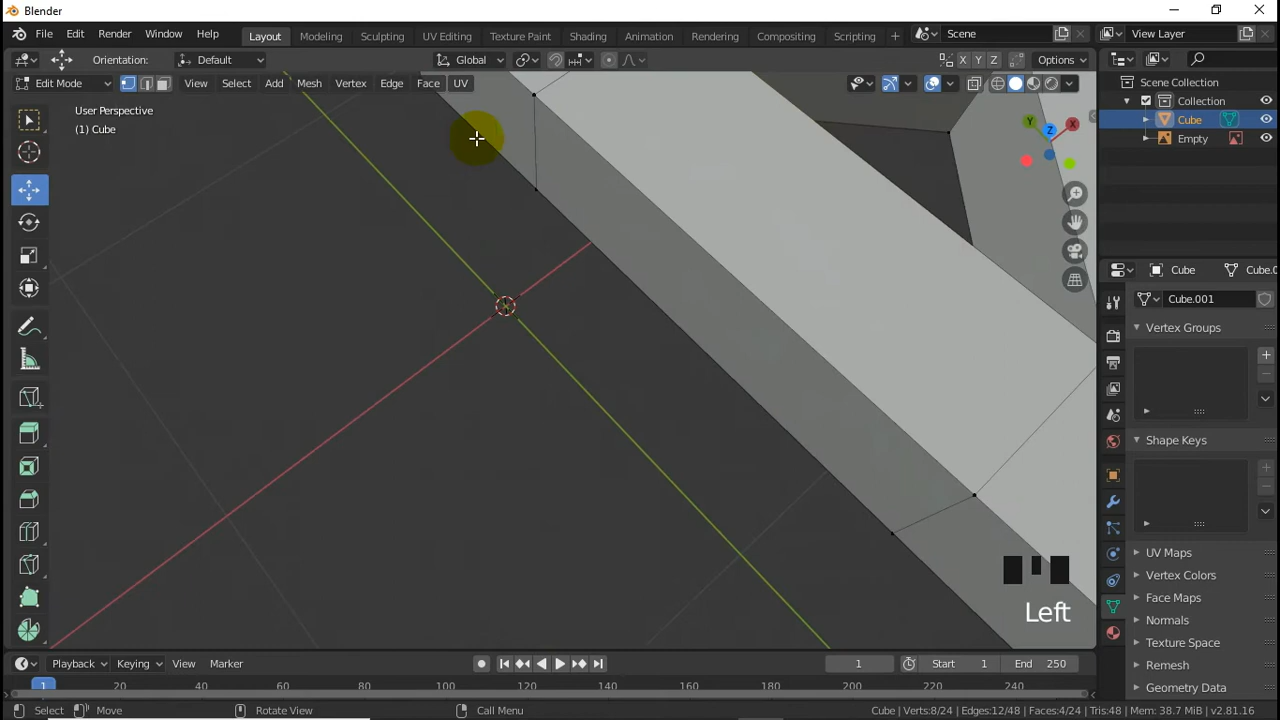 Blender
File Edit Render Window Help Layout Modeling Sculpting UV Editing Texture Paint Shading Animation Rendering Compositing Scripting + Scene View Layer
Orientation: Default Global X Y Z Options
Edit Mode View Select Add Mesh Vertex Edge Face UV
User Perspective
(1) Cube
Y X Z
Scene Collection
Collection
Cube
Empty
Cube Cube.0
Cube.001
Vertex Groups
Shape Keys
UV Maps
Vertex Colors
Face Maps
Normals
Texture Space
Remesh
Geometry Data
Left
Playback Keying View Marker 1 Start 1 End 250
1 20 40 60 80 100 120 140 160 180 200 220 240
Select Move Rotate View Call Menu Cube | Verts:8/24 | Edges:12/48 | Faces:4/24 | Tris:48 | Mem: 38.7 MiB | v2.81.16